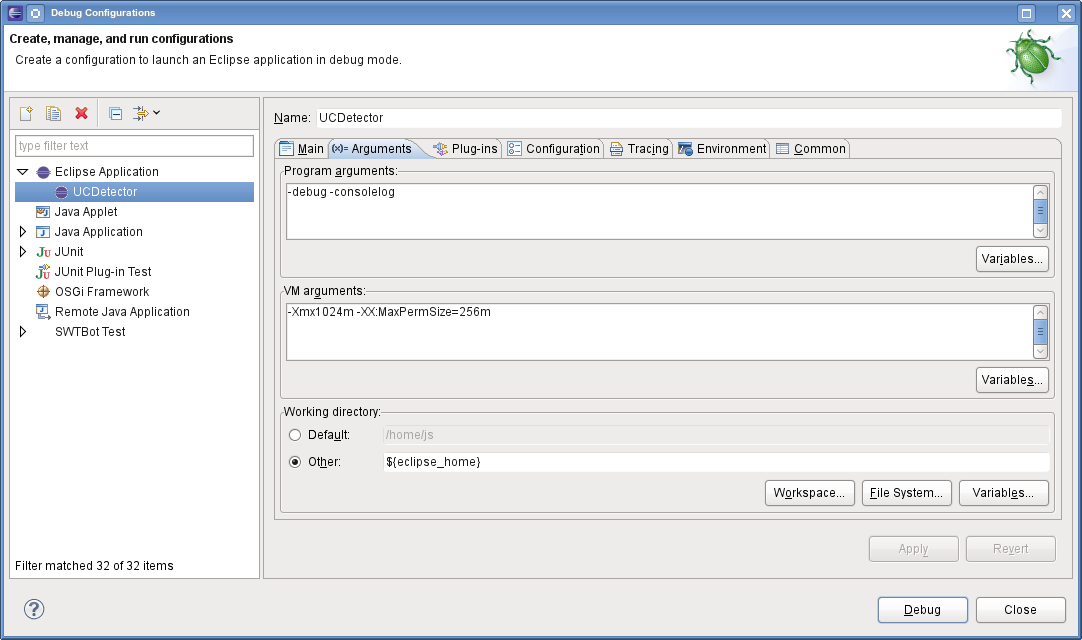 Debug Configurations
Create, manage, and run configurations
Create a configuration to launch an Eclipse application in debug mode.
type filter text
Eclipse Application
UCDetector
Java Applet
Java Application
JUnit
JUnit Plug-in Test
OSGi Framework
Remote Java Application
SWTBot Test
Filter matched 32 of 32 items
Name: UCDetector
Main (x)= Arguments Plug-ins Configuration Tracing Environment Common
Program arguments:
-debug -consolelog
Variables...
VM arguments:
-Xmx1024m -XX:MaxPermSize=256m
Variables...
Working directory:
Default: /home/js
Other: ${eclipse_home}
Workspace... File System... Variables...
Apply Revert
? Debug Close